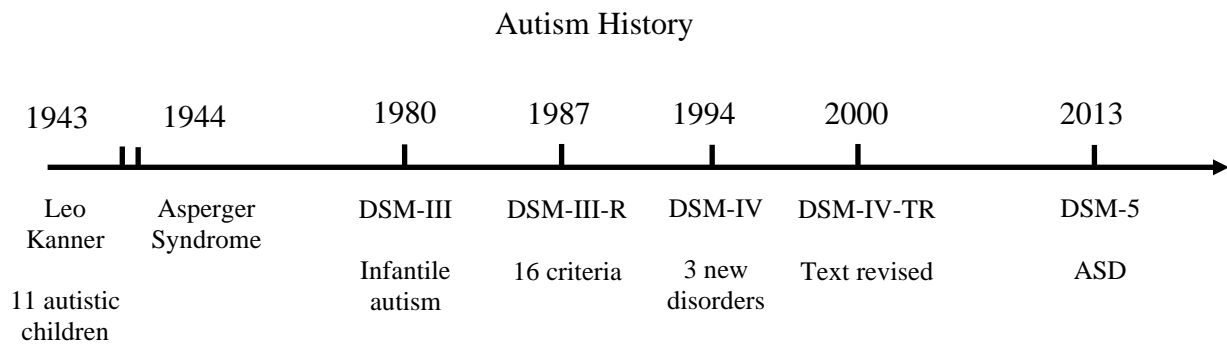 Autism History
1943 1944 1980 1987 1994 2000 2013
Leo
Kanner
11 autistic
children
Asperger
Syndrome
DSM-III
Infantile
autism
DSM-III-R
16 criteria
DSM-IV
3 new
disorders
DSM-IV-TR
Text revised
DSM-5
ASD